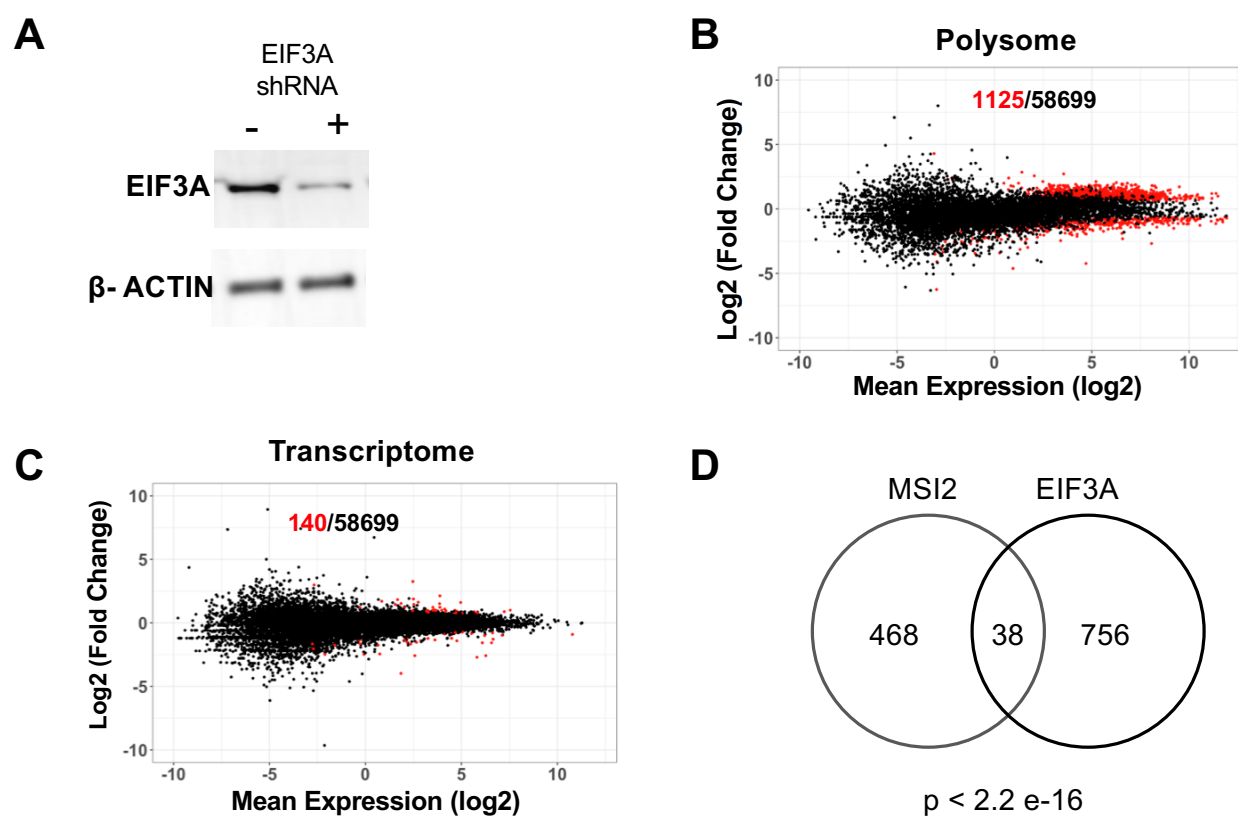 A
EIF3A
shRNA
- +
EIF3A
β- ACTIN
B
Polysome
1125/58699
Log2 (Fold Change)
10
5
0
-5
-10
-10 -5 0 5 10
Mean Expression (log2)
C
Transcriptome
140/58699
Log2 (Fold Change)
10
5
0
-5
-10
-10 -5 0 5 10
Mean Expression (log2)
D
MSI2 EIF3A
468 38 756
p < 2.2 e-16